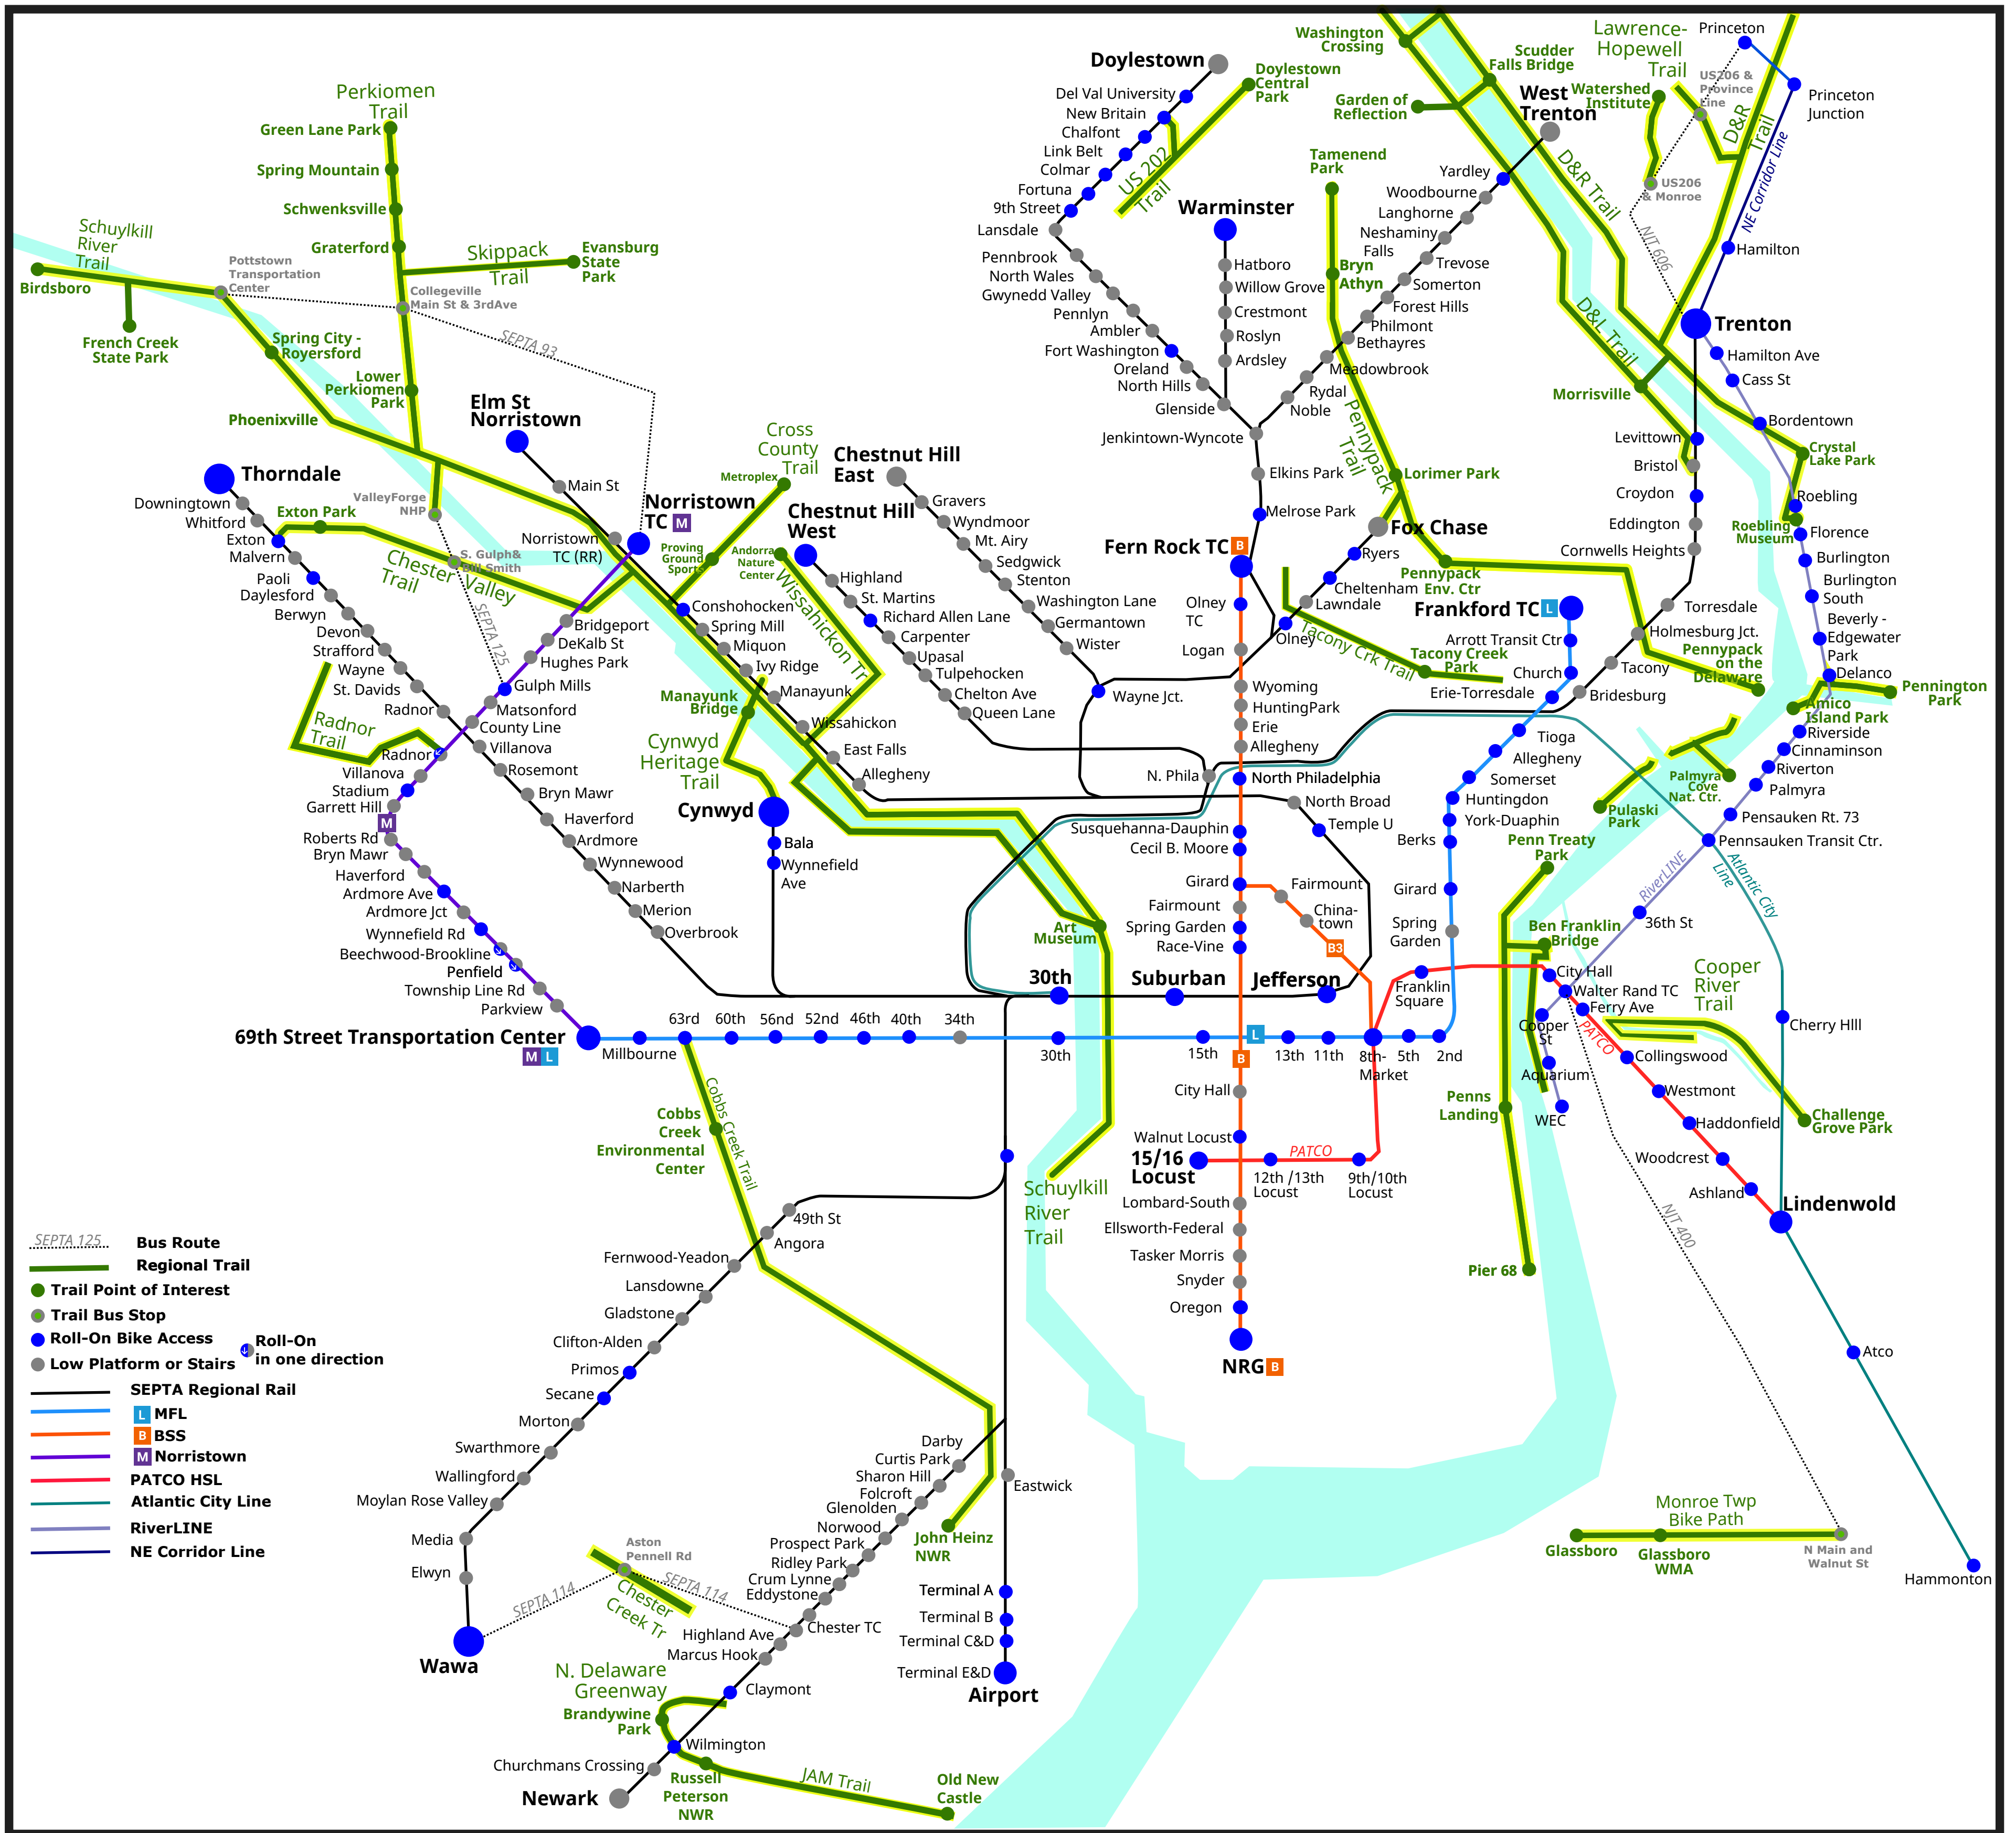 Perkiomen
Trail
Green Lane Park
Spring Mountain
Schwenksville
Graterford
Skippack
Trail
Evansburg
State
Park
Schuylkill
River
Trail
Birdsboro
French Creek
State Park
Pottstown
Transportation
Center
Collegeville
Main St & 3rdAve
SEPTA 93
Spring City -
Royersford
Lower
Perkiomen
Park
Phoenixville
Elm St
Norristown
Main St
Norristown
TC M
Norristown
TC (RR)
ValleyForge
NHP
Thorndale
Downingtown
Whitford
Exton
Malvern
Paoli
Daylesford
Berwyn
Devon
Strafford
Wayne
St. Davids
Radnor
Villanova
Rosemont
Bryn Mawr
Haverford
Ardmore
Wynnewood
Narberth
Merion
Overbrook
Exton Park
Chester Valley
Trail
S. Gulph&
Bill Smith
SEPTA 125
Bridgeport
DeKalb St
Hughes Park
Gulph Mills
Matsonford
County Line
Radnor
Villanova
Stadium
Garrett Hill
M
Roberts Rd
Bryn Mawr
Haverford
Ardmore Ave
Ardmore Jct
Wynnefield Rd
Beechwood-Brookline
Penfield
Township Line Rd
Parkview
69th Street Transportation Center
M L
Radnor
Trail
Cross
County
Trail
Metroplex
Proving
Ground
Sports
Andorra
Nature
Center
Wissahickon Tr
Conshohocken
Spring Mill
Miquon
Ivy Ridge
Manayunk
Wissahickon
East Falls
Allegheny
Manayunk
Bridge
Cynwyd
Heritage
Trail
Cynwyd
Bala
Wynnefield
Ave
Chestnut Hill
East
Gravers
Wyndmoor
Mt. Airy
Sedgwick
Stenton
Washington Lane
Germantown
Wister
Wayne Jct.
Chestnut Hill
West
Highland
St. Martins
Richard Allen Lane
Carpenter
Upasal
Tulpehocken
Chelton Ave
Queen Lane
N. Phila
Doylestown
Del Val University
New Britain
Chalfont
Link Belt
Colmar
Fortuna
9th Street
Lansdale
Pennbrook
North Wales
Gwynedd Valley
Pennlyn
Ambler
Fort Washington
Oreland
North Hills
Glenside
Jenkintown-Wyncote
Elkins Park
Melrose Park
Doylestown
Central
Park
US 202
Trail
Warminster
Hatboro
Willow Grove
Crestmont
Roslyn
Ardsley
Tamenend
Park
Bryn
Athyn
Pennypack
Trail
Lorimer Park
Washington
Crossing
Garden of
Reflection
Scudder
Falls Bridge
West
Trenton
Yardley
Woodbourne
Langhorne
Neshaminy
Falls
Trevose
Somerton
Forest Hills
Philmont
Bethayres
Meadowbrook
Rydal
Noble
D&R Trail
D&L Trail
Lawrence-
Hopewell
Trail
Watershed
Institute
US206 &
Province
Line
US206
& Monroe
NJT 606
D&R
Trail
Princeton
Princeton
Junction
NE Corridor Line
Hamilton
Trenton
Hamilton Ave
Cass St
Bordentown
Crystal
Lake Park
Roebling
Roebling
Museum
Florence
Burlington
Burlington
South
Beverly -
Edgewater
Park
Delanco
Pennington
Park
Amico
Island Park
Riverside
Cinnaminson
Riverton
Palmyra
Pensauken Rt. 73
Pennsauken Transit Ctr.
36th St
RiverLINE
Atlantic City
Line
Morrisville
Levittown
Bristol
Croydon
Eddington
Cornwells Heights
Torresdale
Holmesburg Jct.
Tacony
Bridesburg
Pennypack
on the
Delaware
Fox Chase
Ryers
Cheltenham
Lawndale
Olney
Pennypack
Env. Ctr
Tacony Crk Trail
Tacony Creek
Park
Fern Rock TC B
Olney
TC
Logan
Wyoming
HuntingPark
Erie
Allegheny
North Philadelphia
North Broad
Temple U
Susquehanna-Dauphin
Cecil B. Moore
Girard
Fairmount
Spring Garden
Race-Vine
Fairmount
China-
town
B3
Frankford TC L
Arrott Transit Ctr
Church
Erie-Torresdale
Tioga
Allegheny
Somerset
Huntingdon
York-Duaphin
Berks
Girard
Spring
Garden
Palmyra
Cove
Nat. Ctr.
Pulaski
Park
Penn Treaty
Park
Ben Franklin
Bridge
Art
Museum
30th
Suburban
Jefferson
Franklin
Square
City Hall
Walter Rand TC
Ferry Ave
Cooper
St
Aquarium
WEC
PATCO
Cooper
River
Trail
Cherry HIll
Collingswood
Westmont
Haddonfield
Woodcrest
Ashland
Lindenwold
Challenge
Grove Park
Millbourne
63rd
60th
56nd
52nd
46th
40th
34th
30th
15th
L
B
13th
11th
8th-
Market
5th
2nd
City Hall
Walnut Locust
15/16
Locust
PATCO
12th /13th
Locust
9th/10th
Locust
Lombard-South
Ellsworth-Federal
Tasker Morris
Snyder
Oregon
NRG B
Penns
Landing
Pier 68
NJT 400
Atco
Hammonton
Monroe Twp
Bike Path
Glassboro
Glassboro
WMA
N Main and
Walnut St
Cobbs
Creek
Environmental
Center
Cobbs Creek Trail
Schuylkill
River
Trail
49th St
Angora
Fernwood-Yeadon
Lansdowne
Gladstone
Clifton-Alden
Primos
Secane
Morton
Swarthmore
Wallingford
Moylan Rose Valley
Media
Elwyn
Wawa
SEPTA 114
Aston
Pennell Rd
SEPTA 114
Chester
Creek Tr
Darby
Curtis Park
Sharon Hill
Folcroft
Glenolden
Norwood
Prospect Park
Ridley Park
Crum Lynne
Eddystone
Chester TC
Highland Ave
Marcus Hook
Claymont
Wilmington
Churchmans Crossing
Newark
John Heinz
NWR
Eastwick
Terminal A
Terminal B
Terminal C&D
Terminal E&D
Airport
N. Delaware
Greenway
Brandywine
Park
Russell
Peterson
NWR
JAM Trail
Old New
Castle
SEPTA 125 Bus Route
Regional Trail
Trail Point of Interest
Trail Bus Stop
Roll-On Bike Access
Roll-On
in one direction
Low Platform or Stairs
SEPTA Regional Rail
L MFL
B BSS
M Norristown
PATCO HSL
Atlantic City Line
RiverLINE
NE Corridor Line